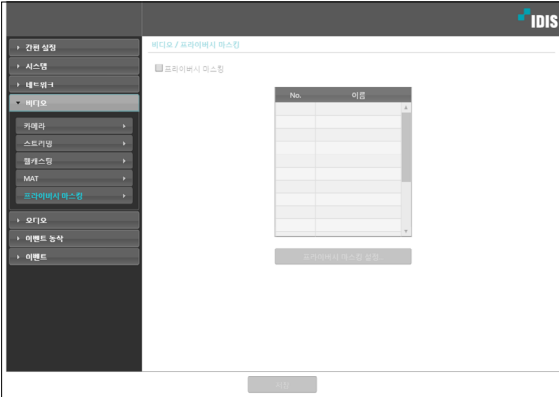 IDIS
간편 설정
시스템
네트워크
비디오
카메라
스트리밍
웹캐스팅
MAT
프라이버시 마스킹
오디오
이벤트 동작
이벤트
비디오 / 프라이버시 마스킹
프라이버시 마스킹
No. 이름
프라이버시 마스킹 설정...
저장